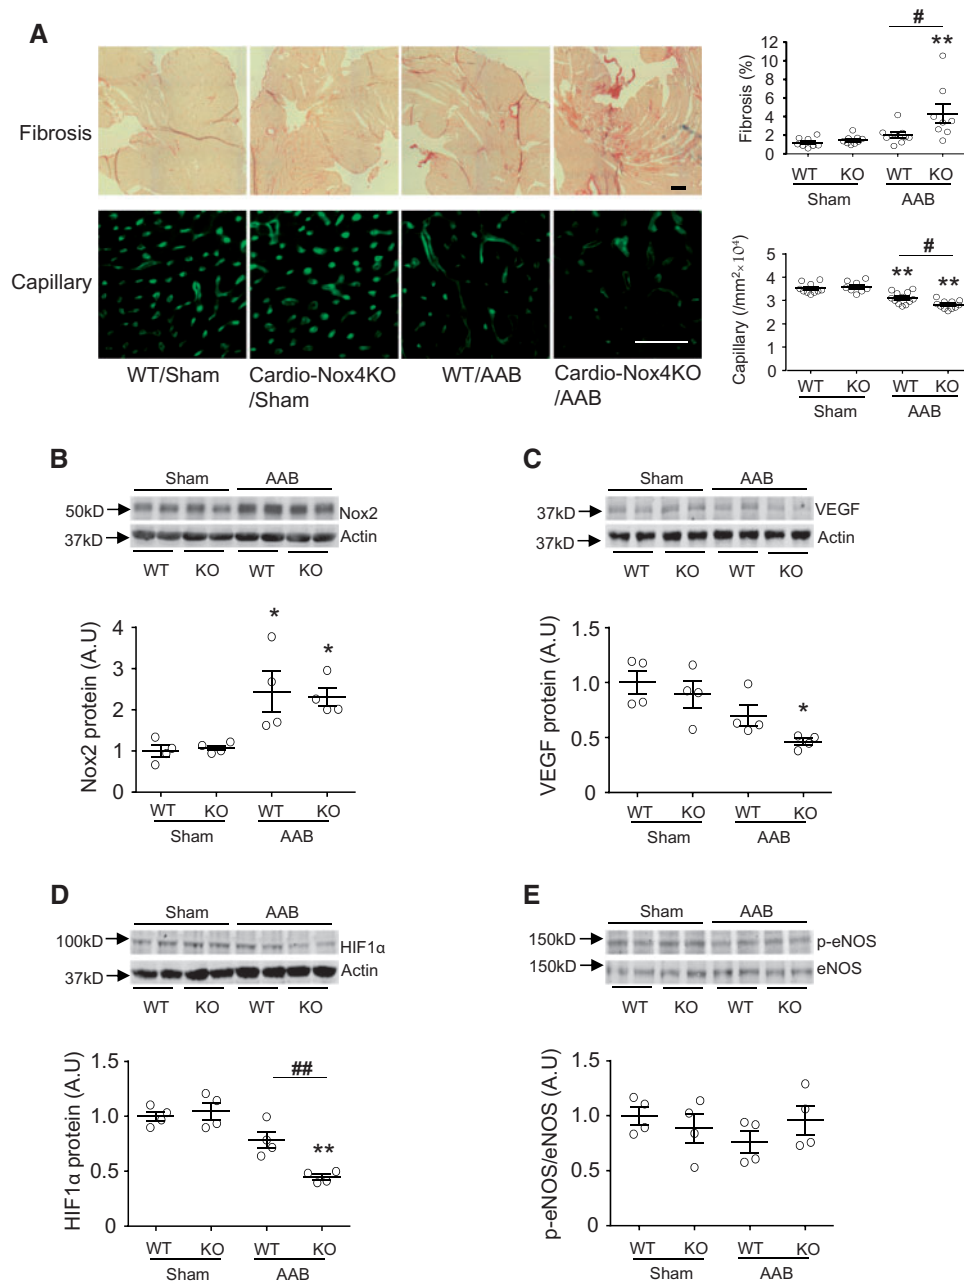 A
Fibrosis
Capillary
WT/Sham
Cardio-Nox4KO
/Sham
WT/AAB
Cardio-Nox4KO
/AAB
#
**
Fibrosis (%)
12
10
8
6
4
2
0
WT KO WT KO
Sham AAB
#
** **
Capillary (/mm²×10⁴)
5
4
3
2
1
0
WT KO WT KO
Sham AAB
B
Sham AAB
50kD Nox2
37kD Actin
WT KO WT KO
Nox2 protein (A.U)
4
3
2
1
0
* *
WT KO WT KO
Sham AAB
C
Sham AAB
37kD VEGF
37kD Actin
WT KO WT KO
VEGF protein (A.U)
1.5
1.0
0.5
0
*
WT KO WT KO
Sham AAB
D
Sham AAB
100kD HIF1α
37kD Actin
WT KO WT KO
HIF1α protein (A.U)
1.5
1.0
0.5
0
##
**
WT KO WT KO
Sham AAB
E
Sham AAB
150kD p-eNOS
150kD eNOS
WT KO WT KO
p-eNOS/eNOS (A.U)
1.5
1.0
0.5
0
WT KO WT KO
Sham AAB